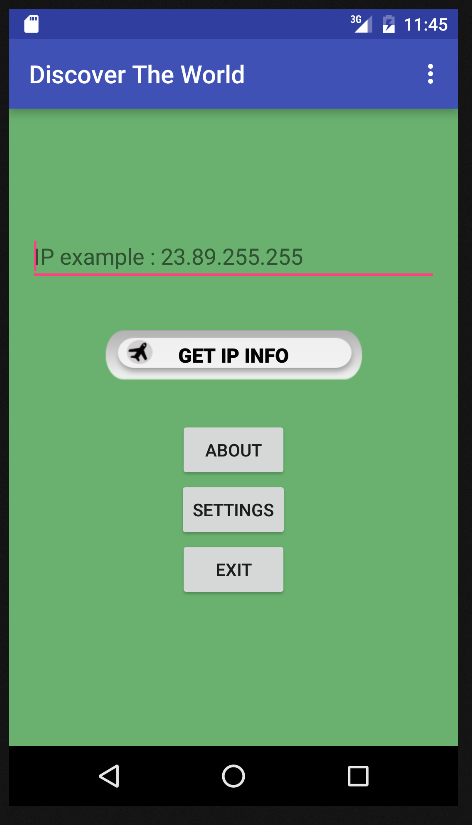 3G 11:45
Discover The World
IP example : 23.89.255.255
GET IP INFO
ABOUT
SETTINGS
EXIT